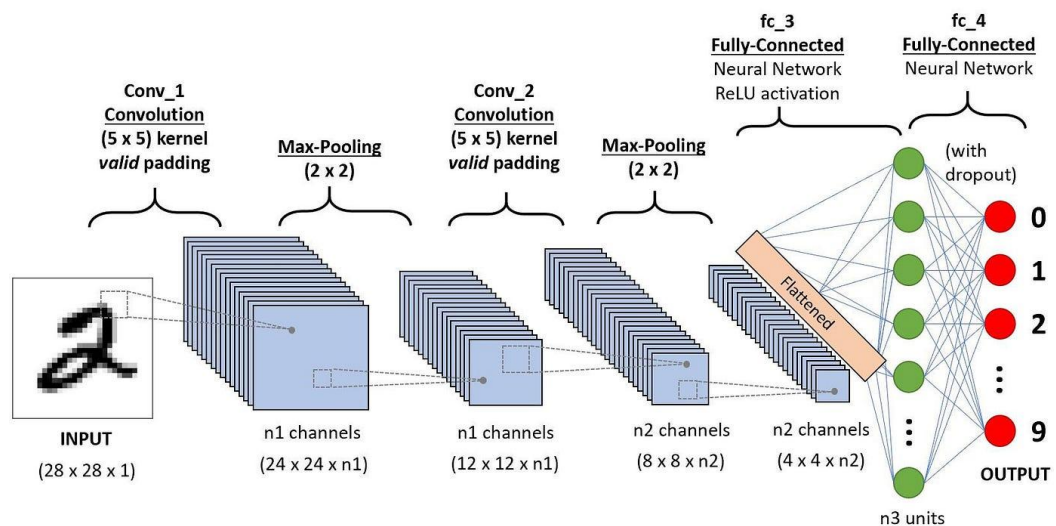 fc_3
Fully-Connected
Neural Network
ReLU activation
fc_4
Fully-Connected
Neural Network
Conv_1
Convolution
(5 x 5) kernel
valid padding
Max-Pooling
(2 x 2)
Conv_2
Convolution
(5 x 5) kernel
valid padding
Max-Pooling
(2 x 2)
(with
dropout)
Flattened
0
1
2
9
INPUT
(28 x 28 x 1)
n1 channels
(24 x 24 x n1)
n1 channels
(12 x 12 x n1)
n2 channels
(8 x 8 x n2)
n2 channels
(4 x 4 x n2)
OUTPUT
n3 units
2